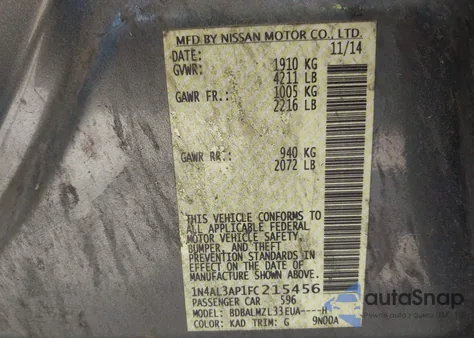 MFD BY NISSAN MOTOR CO., LTD.
DATE: 11/14
GVWR: 1910 KG
4211 LB
GAWR FR.: 1005 KG
2216 LB
GAWR RR.: 940 KG
2072 LB
THIS VEHICLE CONFORMS TO
ALL APPLICABLE FEDERAL
MOTOR VEHICLE SAFETY,
BUMPER, AND THEFT
PREVENTION STANDARDS IN
EFFECT ON THE DATE OF
MANUFACTURE SHOWN ABOVE.
1N4AL3AP1FC215456
PASSENGER CAR 596
MODEL: BDBALMZL33EUA----H
COLOR: KAD TRIM: G 9N00A
AutoSnap